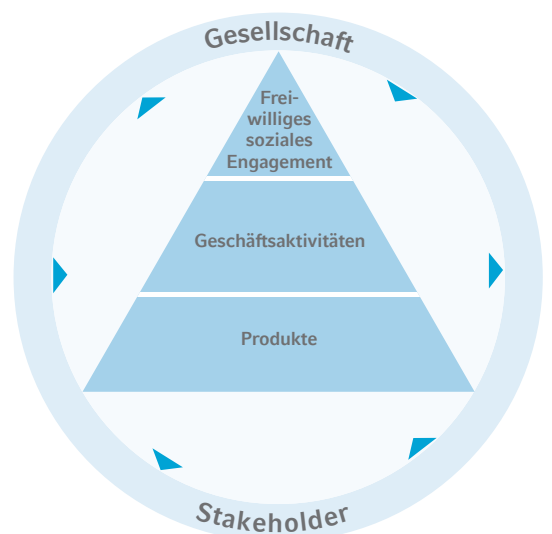 Gesellschaft
Frei-
williges
soziales
Engagement
Geschäftsaktivitäten
Produkte
Stakeholder